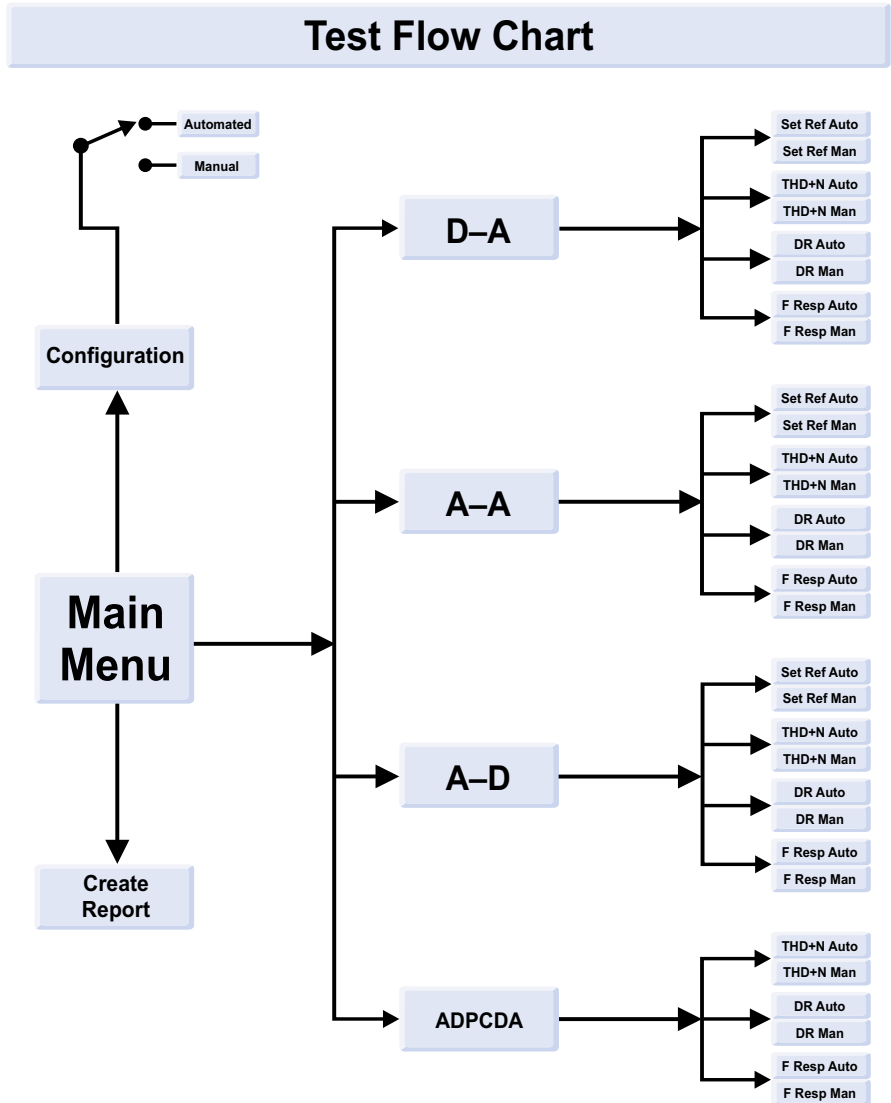 Test Flow Chart
Automated
Manual
Configuration
Main
Menu
Create
Report
D–A
Set Ref Auto
Set Ref Man
THD+N Auto
THD+N Man
DR Auto
DR Man
F Resp Auto
F Resp Man
A–A
Set Ref Auto
Set Ref Man
THD+N Auto
THD+N Man
DR Auto
DR Man
F Resp Auto
F Resp Man
A–D
Set Ref Auto
Set Ref Man
THD+N Auto
THD+N Man
DR Auto
DR Man
F Resp Auto
F Resp Man
ADPCDA
THD+N Auto
THD+N Man
DR Auto
DR Man
F Resp Auto
F Resp Man